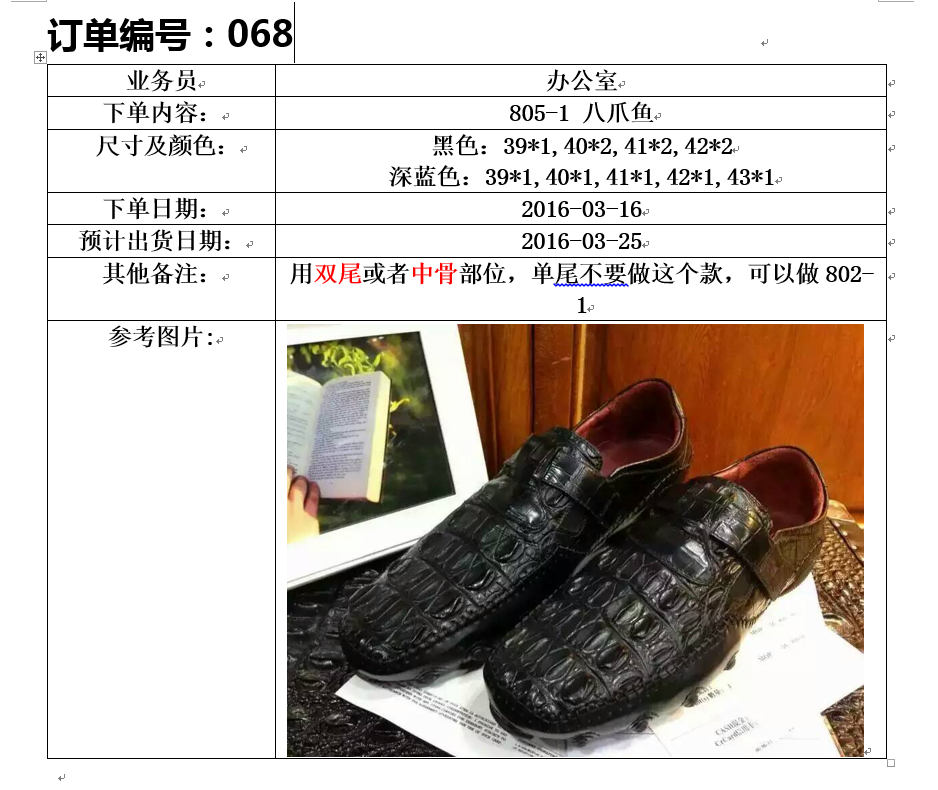 订单编号：068
业务员
办公室
下单内容：
805-1 八爪鱼
尺寸及颜色：
黑色：39*1,40*2,41*2,42*2
深蓝色：39*1,40*1,41*1,42*1,43*1
下单日期：
2016-03-16
预计出货日期：
2016-03-25
其他备注：
用双尾或者中骨部位，单尾不要做这个款，可以做 802-
1
参考图片: